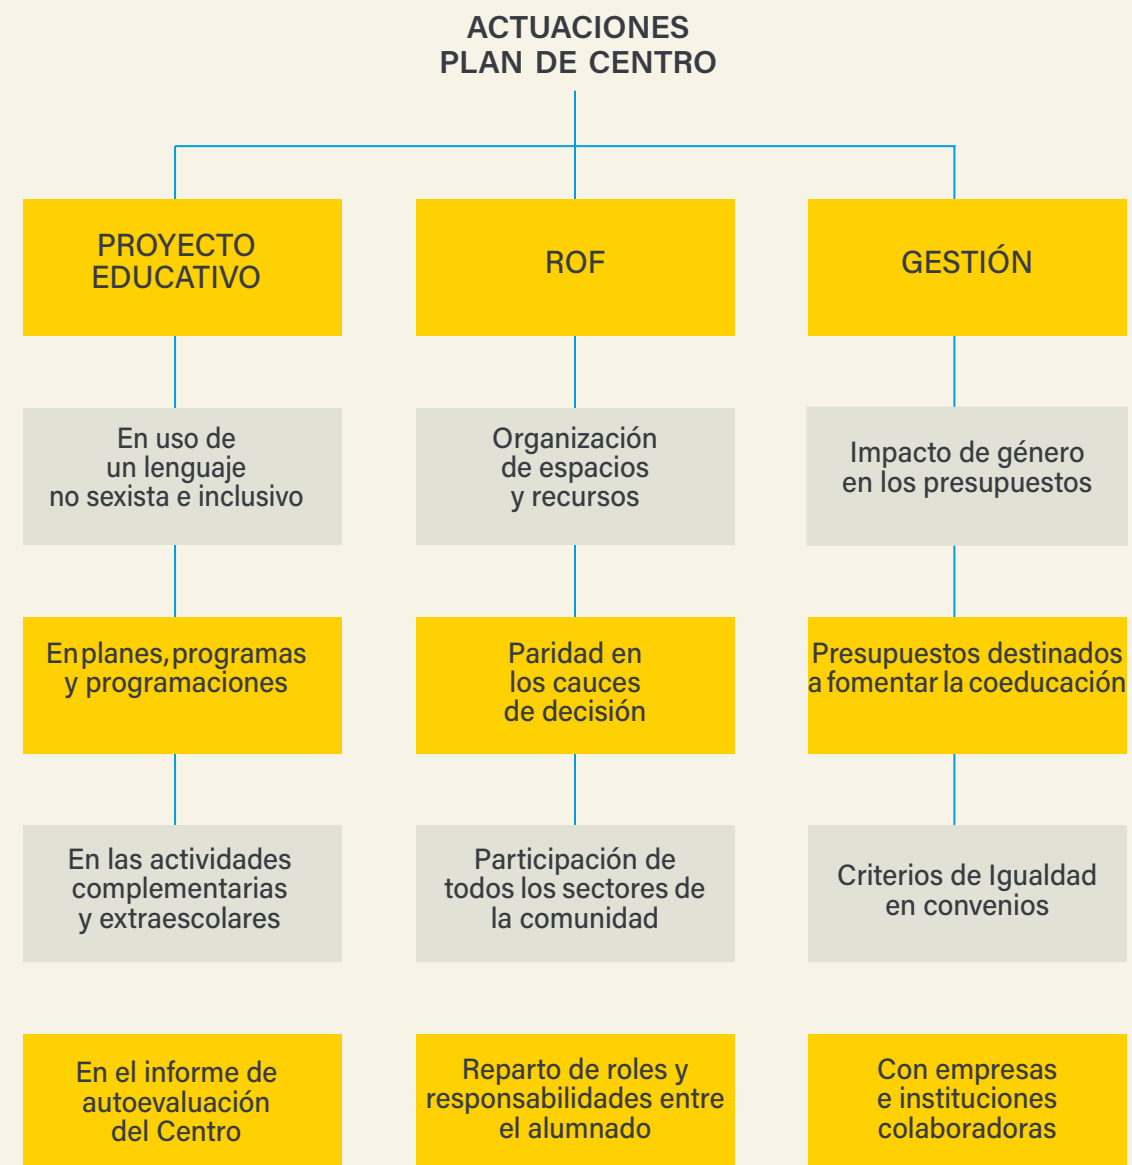 ACTUACIONES
PLAN DE CENTRO
PROYECTO
EDUCATIVO
ROF
GESTIÓN
En uso de
un lenguaje
no sexista e inclusivo
Organización
de espacios
y recursos
Impacto de género
en los presupuestos
En planes, programas
y programaciones
Paridad en
los cauces
de decisión
Presupuestos destinados
a fomentar la coeducación
En las actividades
complementarias
y extraescolares
Participación de
todos los sectores de
la comunidad
Criterios de Igualdad
en convenios
En el informe de
autoevaluación
del Centro
Reparto de roles y
responsabilidades entre
el alumnado
Con empresas
e instituciones
colaboradoras